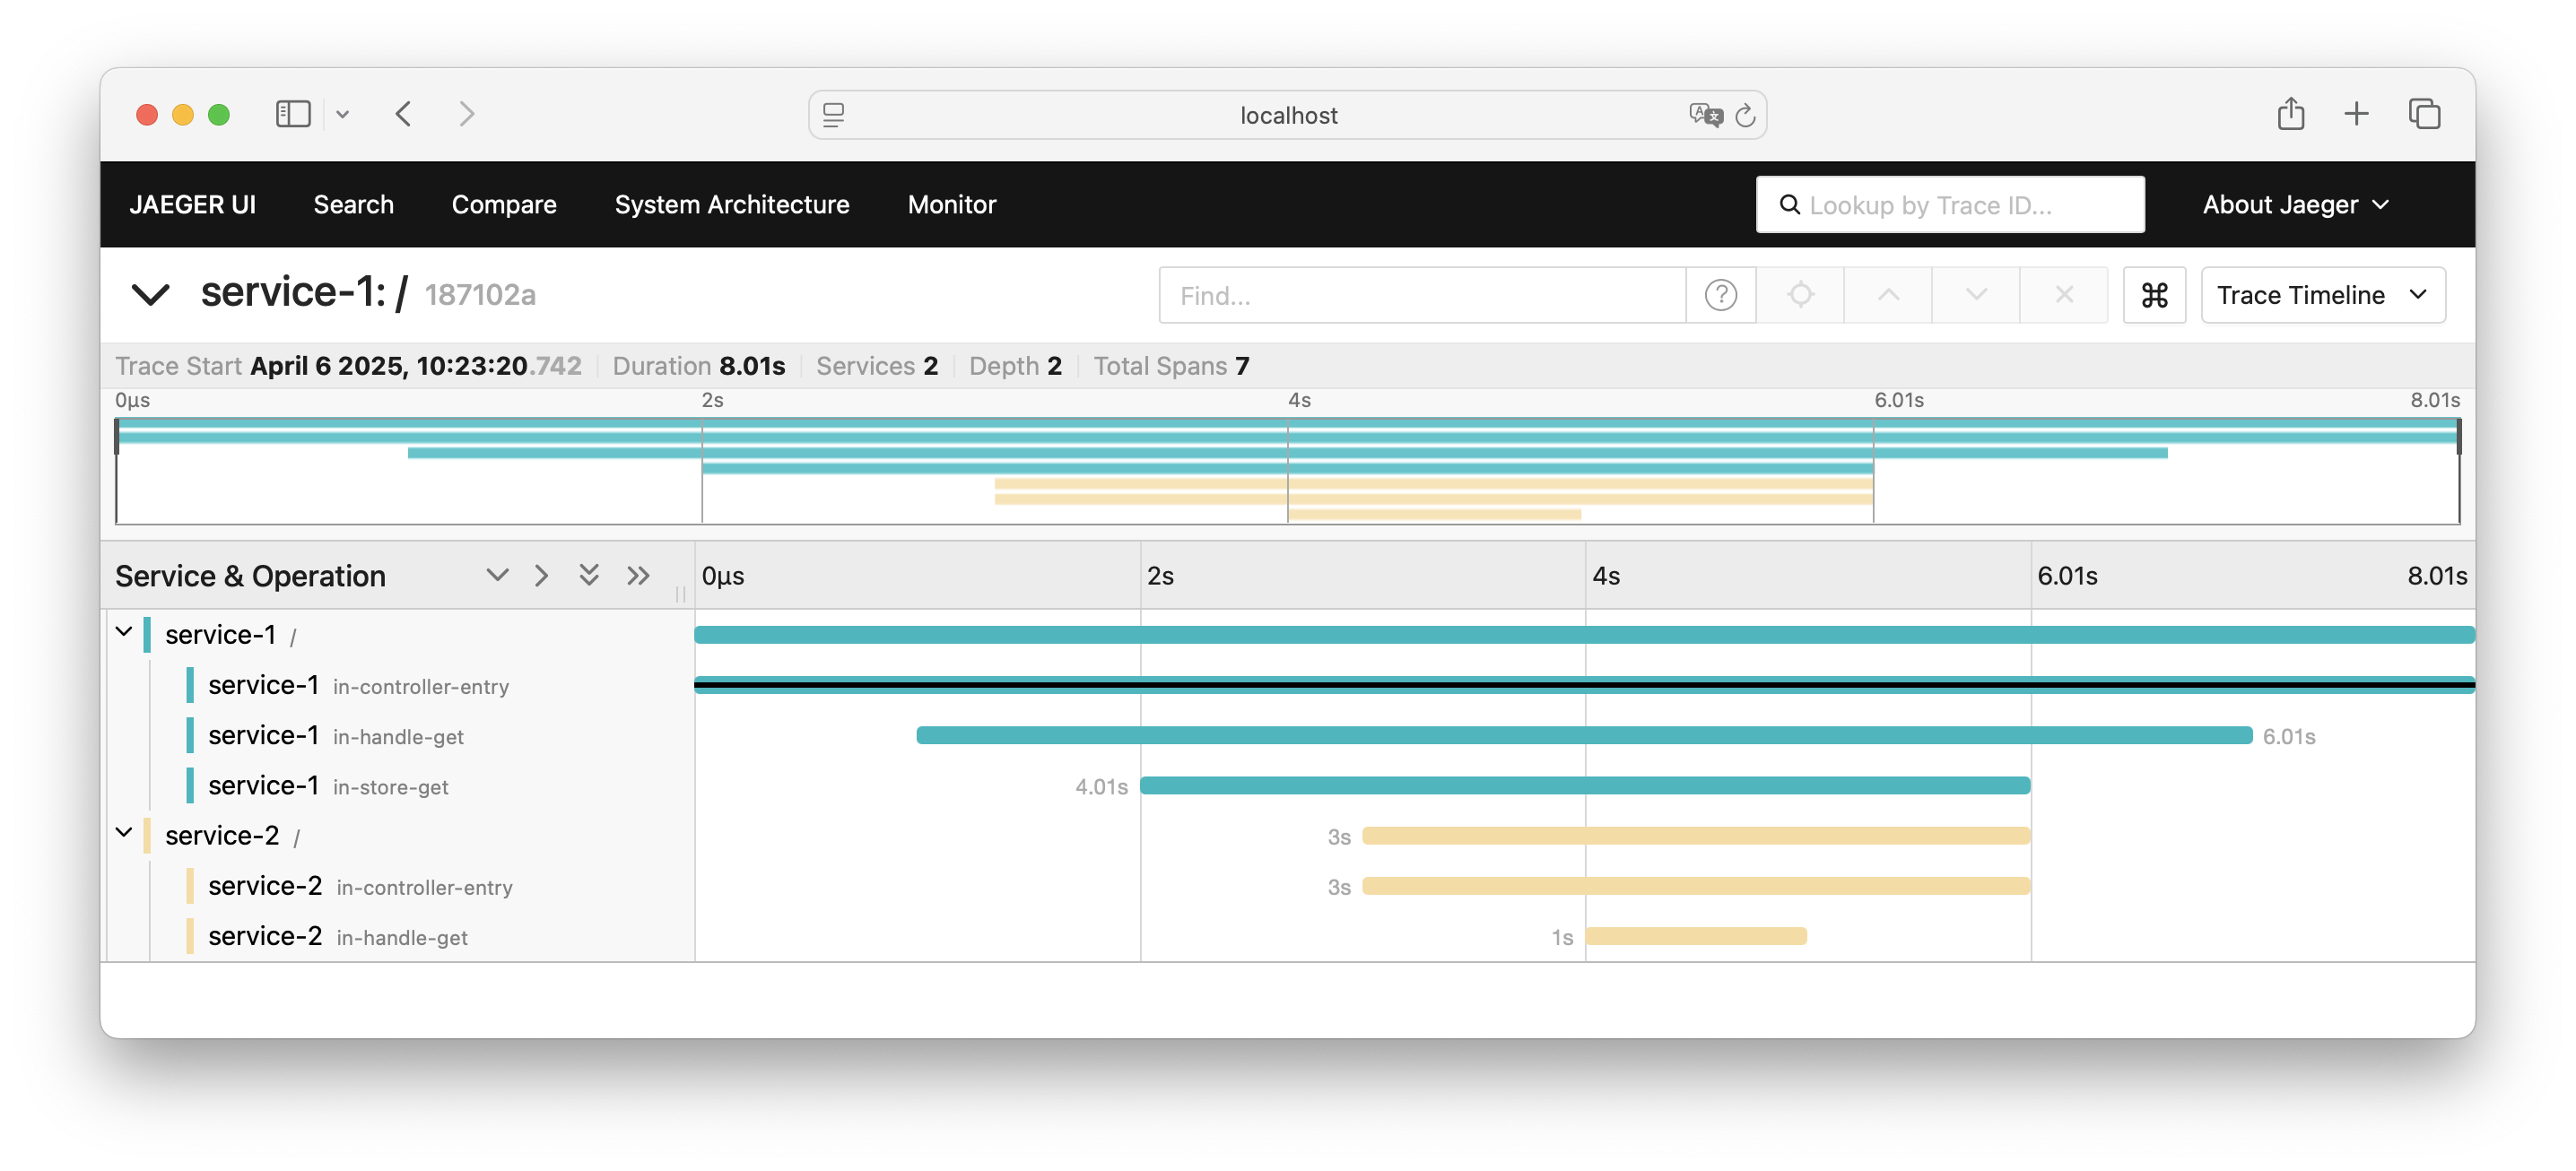 localhost
JAEGER UI Search Compare System Architecture Monitor Lookup by Trace ID... About Jaeger
service-1: / 187102a Find... Trace Timeline
Trace Start April 6 2025, 10:23:20.742 Duration 8.01s Services 2 Depth 2 Total Spans 7
0μs 2s 4s 6.01s 8.01s
Service & Operation 0μs 2s 4s 6.01s 8.01s
service-1 /
service-1 in-controller-entry
service-1 in-handle-get 6.01s
service-1 in-store-get 4.01s
service-2 / 3s
service-2 in-controller-entry 3s
service-2 in-handle-get 1s